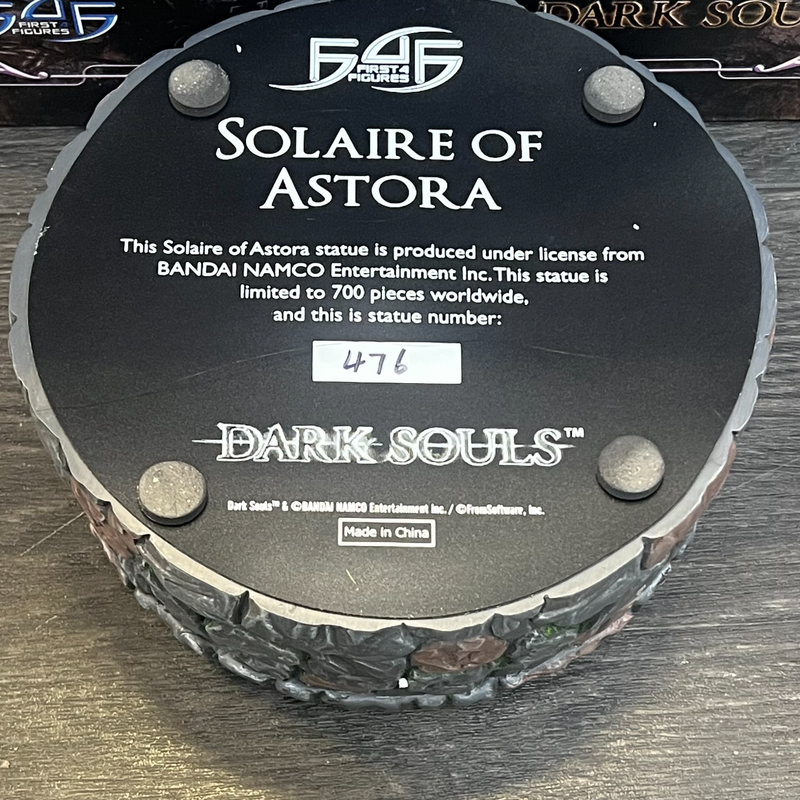 FIRST 4
FIGURES
DARK SOU
F4F
FIRST 4
FIGURES
SOLAIRE OF
ASTORA
This Solaire of Astora statue is produced under license from
BANDAI NAMCO Entertainment Inc. This statue is
limited to 700 pieces worldwide,
and this is statue number:
476
DARK SOULS™
Dark Souls™ & ©BANDAI NAMCO Entertainment Inc. / ©FromSoftware, Inc.
Made in China